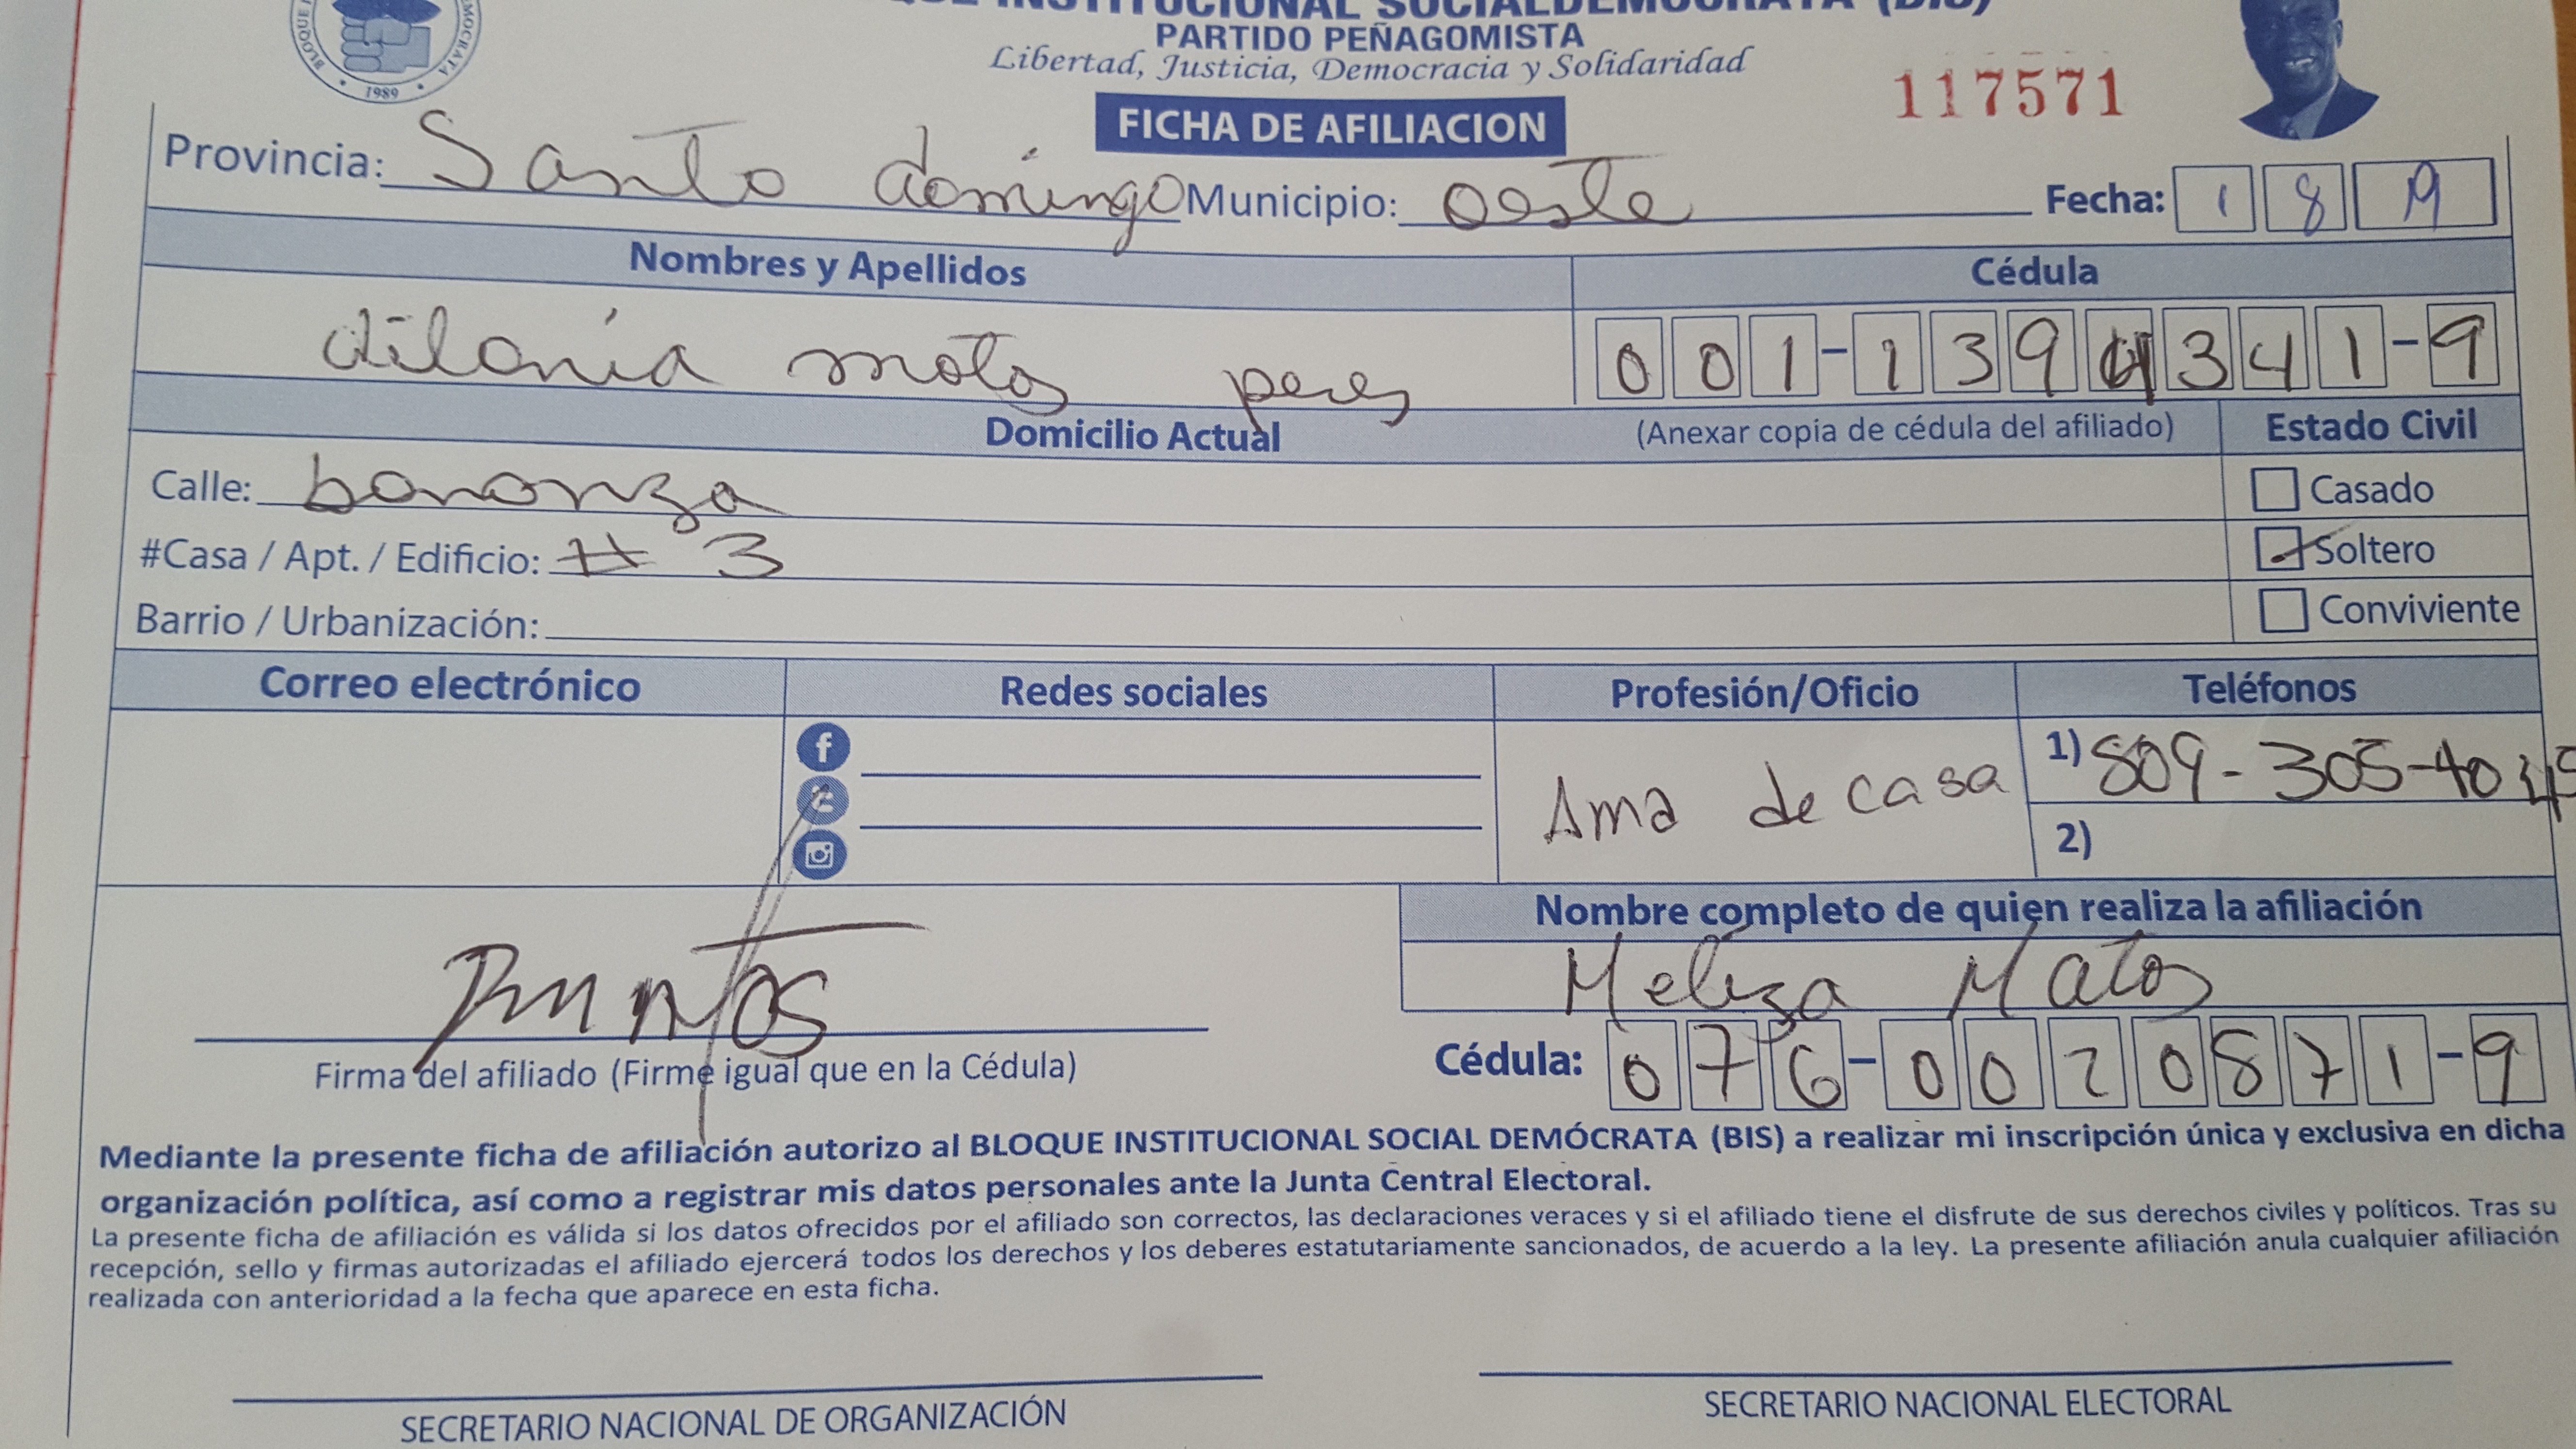 INSTITUCIONAL SOCIALDEMOCRATA (BIS)
PARTIDO PEÑAGOMISTA
Libertad, Justicia, Democracia y Solidaridad
1989
117571
FICHA DE AFILIACION
Provincia: Santo domingo Municipio: oeste Fecha: 1 8 19
Nombres y Apellidos Cédula
dilonia motos peres 001-1394341-9
Domicilio Actual (Anexar copia de cédula del afiliado) Estado Civil
Calle: bononza Casado
#Casa / Apt. / Edificio: # 3 Soltero
Barrio / Urbanización: Conviviente
Correo electrónico Redes sociales Profesión/Oficio Teléfonos
Ama de casa 1) 809-305-40
2)
Nombre completo de quien realiza la afiliación
Meliza Matos
Cédula: 076-0020871-9
Firma del afiliado (Firme igual que en la Cédula)
Mediante la presente ficha de afiliación autorizo al BLOQUE INSTITUCIONAL SOCIAL DEMÓCRATA (BIS) a realizar mi inscripción única y exclusiva en dicha
organización política, así como a registrar mis datos personales ante la Junta Central Electoral.
La presente ficha de afiliación es válida si los datos ofrecidos por el afiliado son correctos, las declaraciones veraces y si el afiliado tiene el disfrute de sus derechos civiles y políticos. Tras su
recepción, sello y firmas autorizadas el afiliado ejercerá todos los derechos y los deberes estatutariamente sancionados, de acuerdo a la ley. La presente afiliación anula cualquier afiliación
realizada con anterioridad a la fecha que aparece en esta ficha.
SECRETARIO NACIONAL DE ORGANIZACIÓN SECRETARIO NACIONAL ELECTORAL